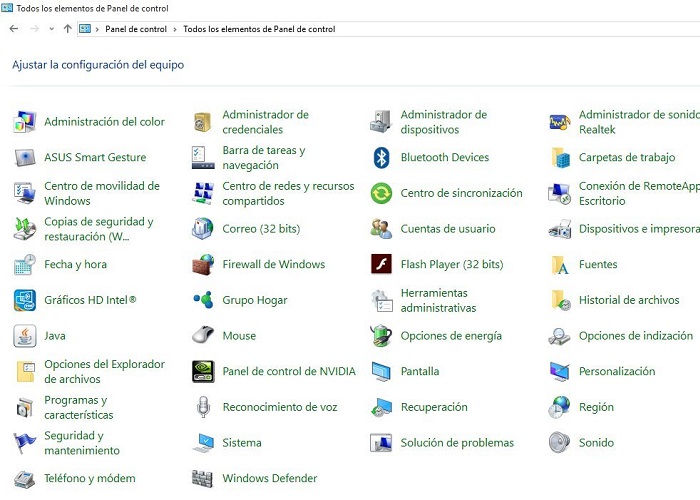 Todos los elementos de Panel de control
Panel de control Todos los elementos de Panel de control
Ajustar la configuración del equipo
Administración del color
Administrador de
credenciales
Administrador de
dispositivos
Administrador de sonido
Realtek
ASUS Smart Gesture
Barra de tareas y
navegación
Bluetooth Devices
Carpetas de trabajo
Centro de movilidad de
Windows
Centro de redes y recursos
compartidos
Centro de sincronización
Conexión de RemoteApp
Escritorio
Copias de seguridad y
restauración (W...
Correo (32 bits)
Cuentas de usuario
Dispositivos e impresora
Fecha y hora
Firewall de Windows
Flash Player (32 bits)
Fuentes
Gráficos HD Intel®
Grupo Hogar
Herramientas
administrativas
Historial de archivos
Java
Mouse
Opciones de energía
Opciones de indización
Opciones del Explorador
de archivos
Panel de control de NVIDIA
Pantalla
Personalización
Programas y
características
Reconocimiento de voz
Recuperación
Región
Seguridad y
mantenimiento
Sistema
Solución de problemas
Sonido
Teléfono y módem
Windows Defender